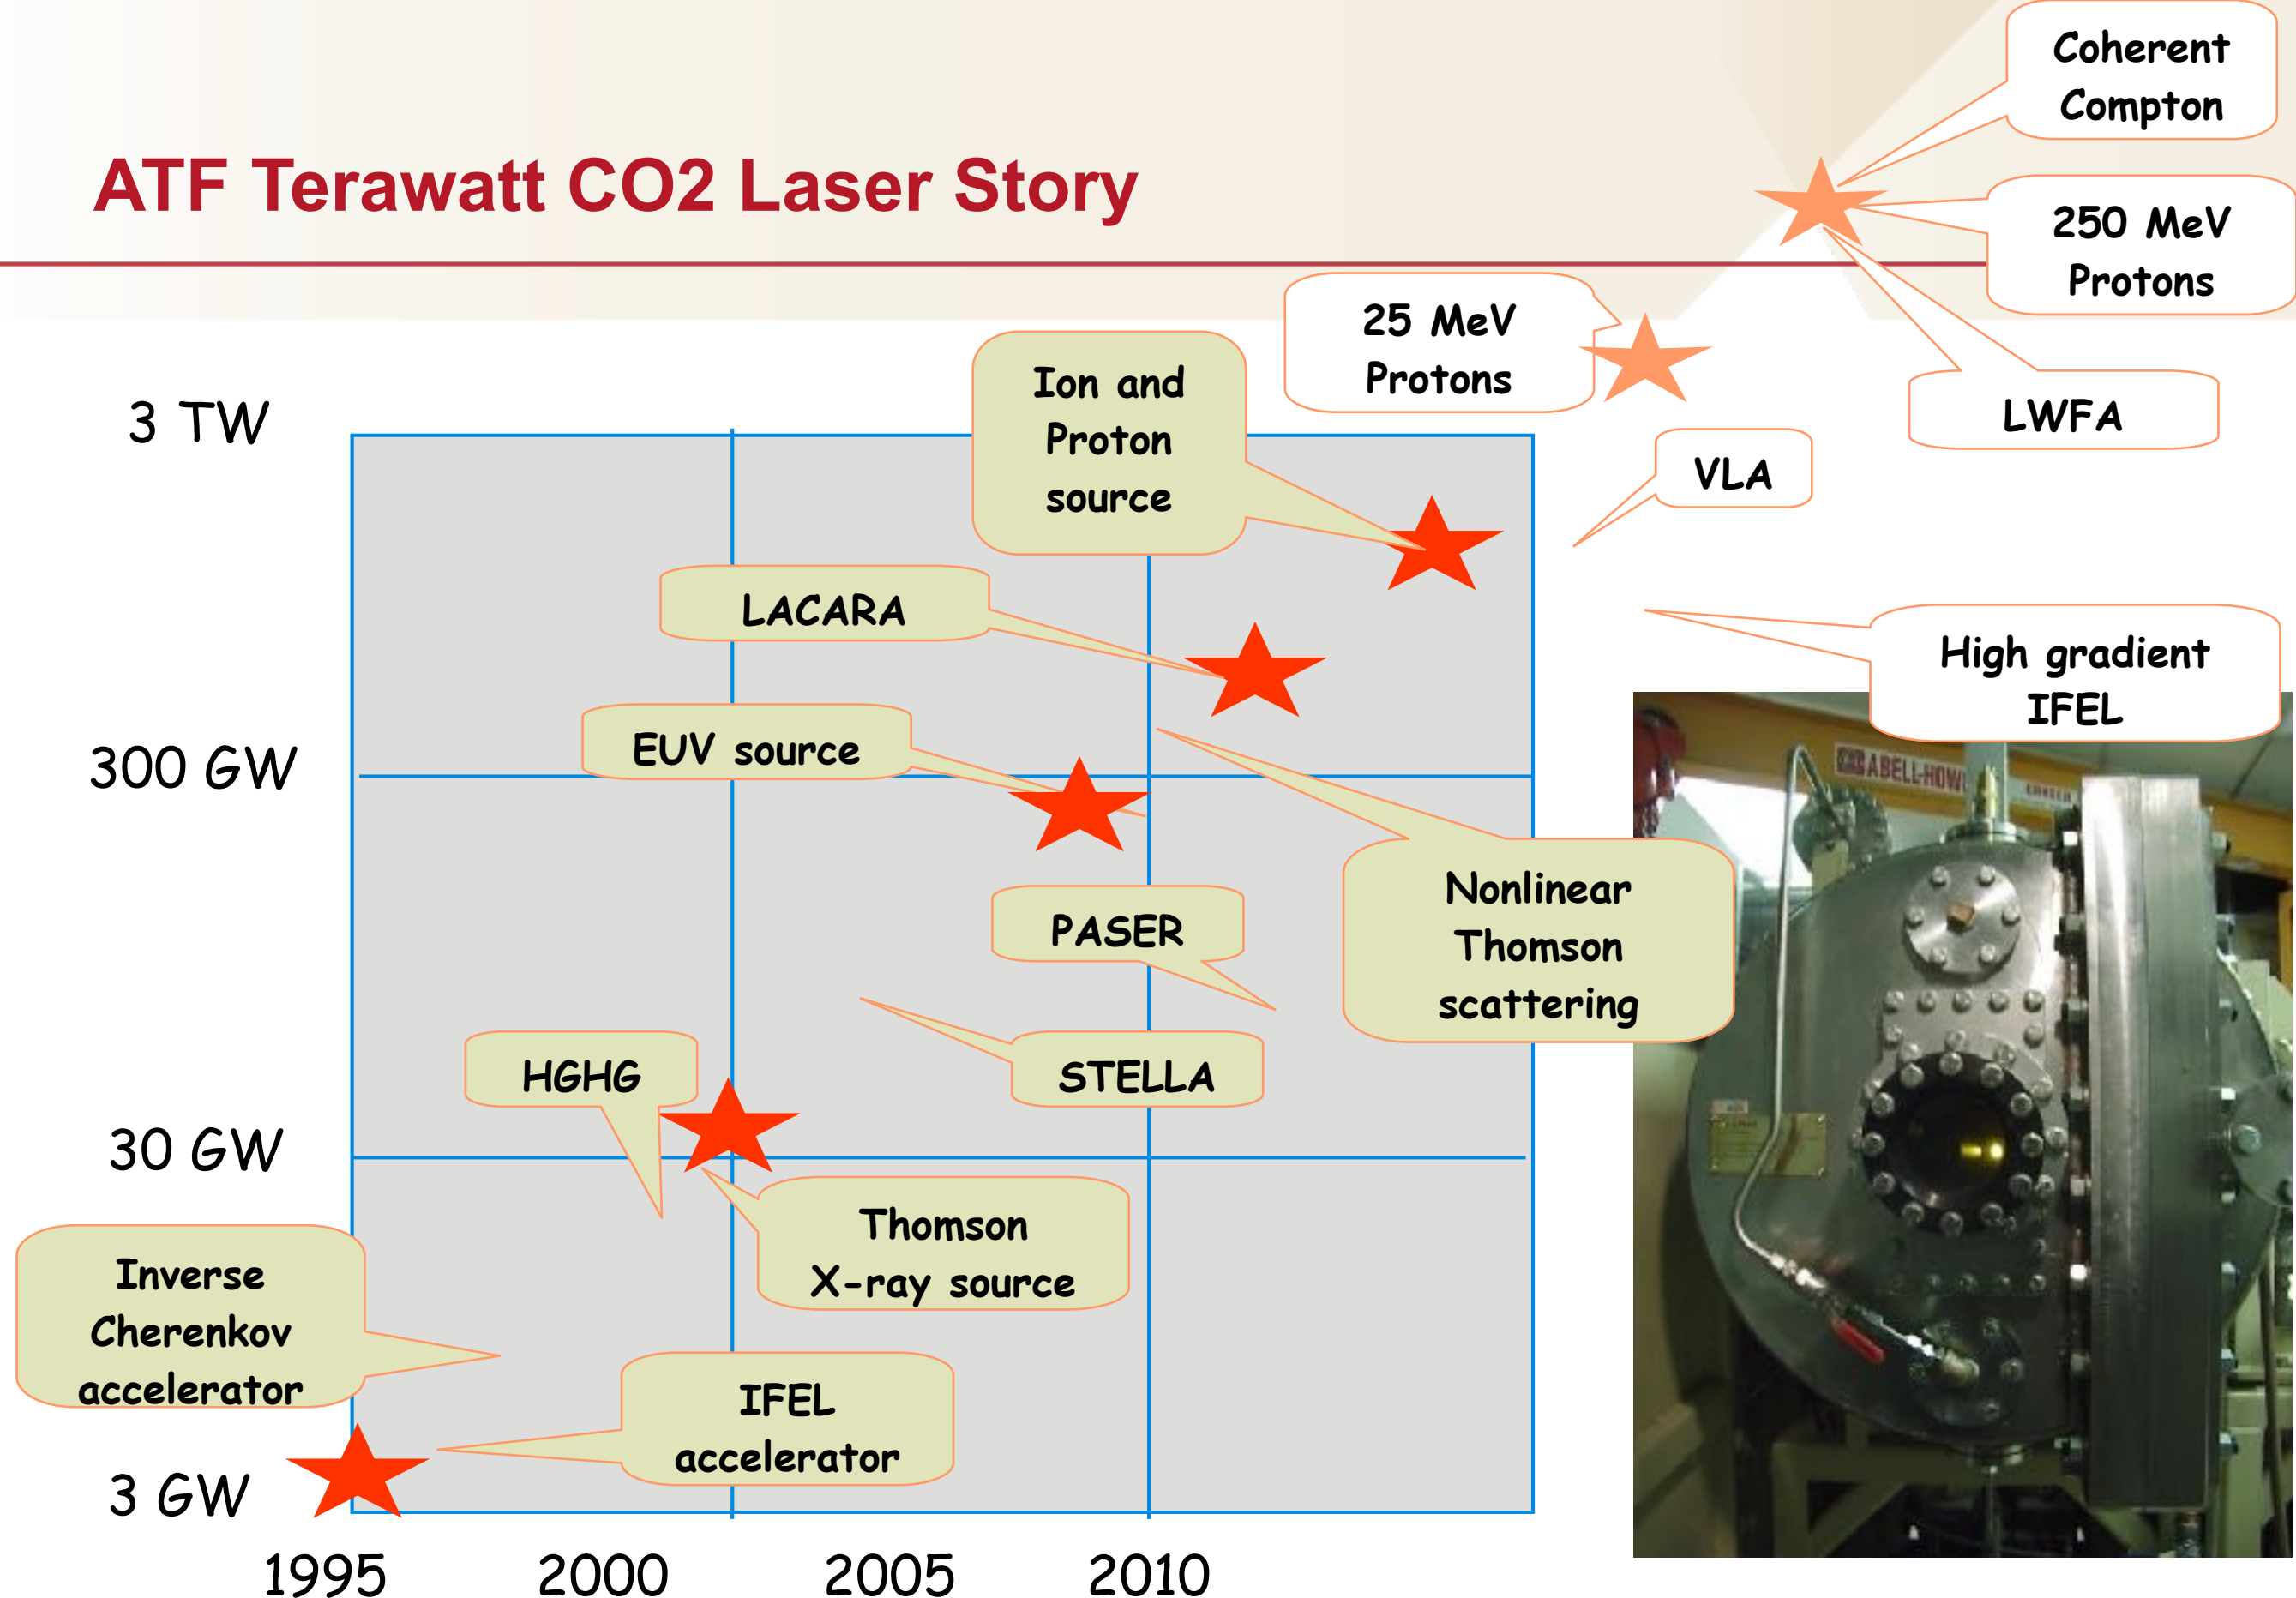 Coherent
Compton
ATF Terawatt CO2 Laser Story
250 MeV
Protons
25 MeV
Protons
Ion and
Proton
source
3 TW
LWFA
VLA
LACARA
High gradient
IFEL
EUV source
300 GW
ABELL-HOW
Nonlinear
Thomson
scattering
PASER
HGHG
STELLA
30 GW
Thomson
X-ray source
Inverse
Cherenkov
accelerator
IFEL
accelerator
3 GW
1995
2000
2005
2010